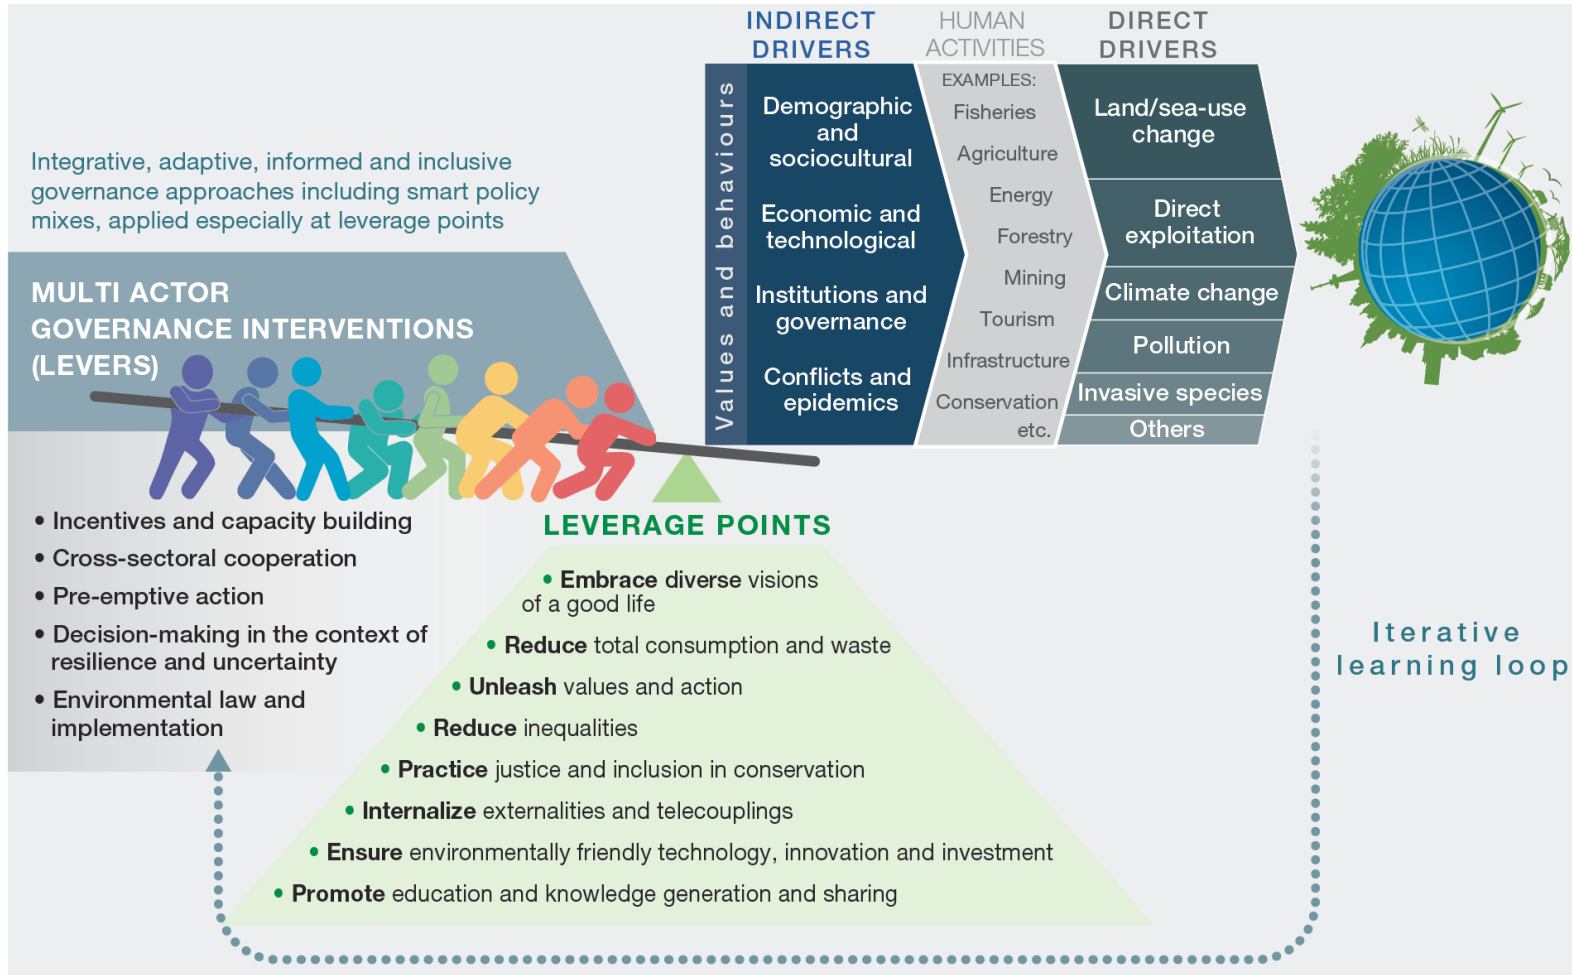 Integrative, adaptive, informed and inclusive
governance approaches including smart policy
mixes, applied especially at leverage points
MULTI ACTOR
GOVERNANCE INTERVENTIONS
(LEVERS)
• Incentives and capacity building
• Cross-sectoral cooperation
• Pre-emptive action
• Decision-making in the context of
resilience and uncertainty
• Environmental law and
implementation
LEVERAGE POINTS
• Embrace diverse visions
of a good life
• Reduce total consumption and waste
• Unleash values and action
• Reduce inequalities
• Practice justice and inclusion in conservation
• Internalize externalities and telecouplings
• Ensure environmentally friendly technology, innovation and investment
• Promote education and knowledge generation and sharing
INDIRECT
DRIVERS
Values and behaviours
Demographic
and
sociocultural
Economic and
technological
Institutions and
governance
Conflicts and
epidemics
HUMAN
ACTIVITIES
EXAMPLES:
Fisheries
Agriculture
Energy
Forestry
Mining
Tourism
Infrastructure
Conservation
etc.
DIRECT
DRIVERS
Land/sea-use
change
Direct
exploitation
Climate change
Pollution
Invasive species
Others
Iterative
learning loop